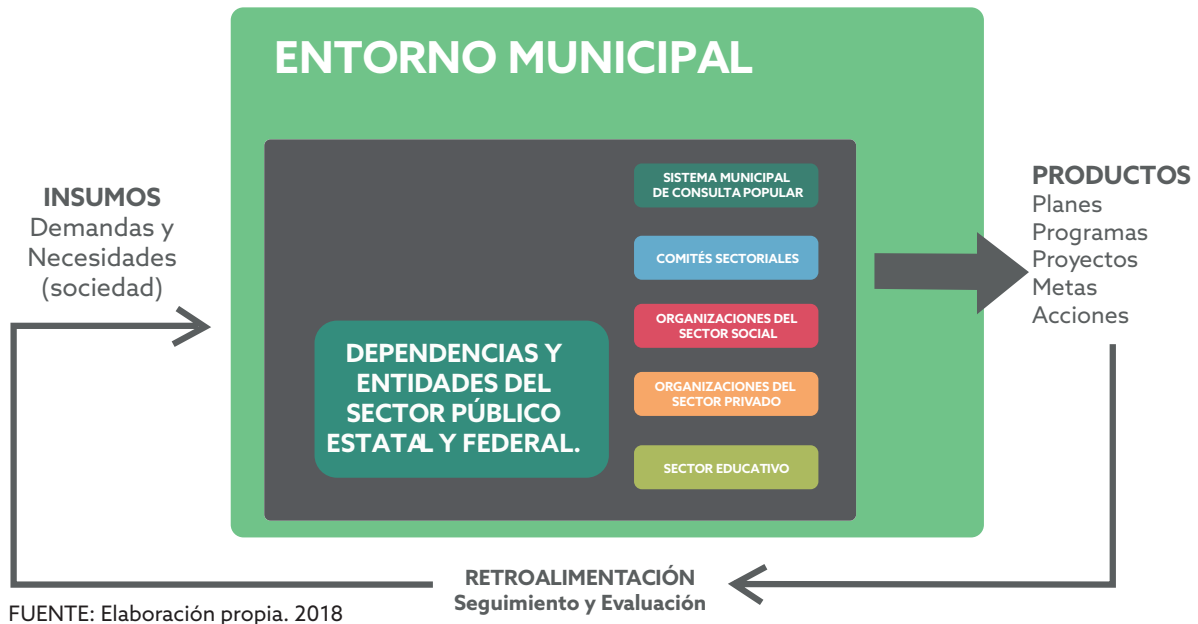 ENTORNO MUNICIPAL
INSUMOS
Demandas y
Necesidades
(sociedad)
DEPENDENCIAS Y
ENTIDADES DEL
SECTOR PÚBLICO
ESTATAL Y FEDERAL.
SISTEMA MUNICIPAL
DE CONSULTA POPULAR
COMITÉS SECTORIALES
ORGANIZACIONES DEL
SECTOR SOCIAL
ORGANIZACIONES DEL
SECTOR PRIVADO
SECTOR EDUCATIVO
PRODUCTOS
Planes
Programas
Proyectos
Metas
Acciones
RETROALIMENTACIÓN
Seguimiento y Evaluación
FUENTE: Elaboración propia. 2018